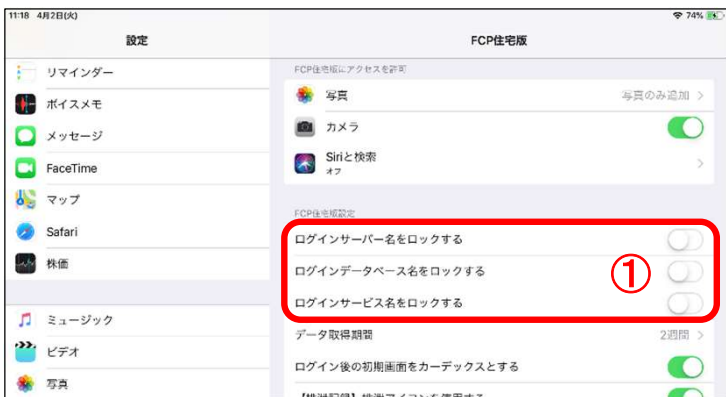 11:18 4月2日(火)
74%
設定
FCP住宅版
リマインダー
ボイスメモ
メッセージ
FaceTime
マップ
Safari
株価
ミュージック
ビデオ
写真
FCP住宅版にアクセスを許可
写真
写真のみ追加 >
カメラ
Siriと検索
オフ
>
FCP住宅版設定
ログインサーバー名をロックする
ログインデータベース名をロックする
①
ログインサービス名をロックする
データ取得期間
2週間 >
ログイン後の初期画面をカーデックスとする